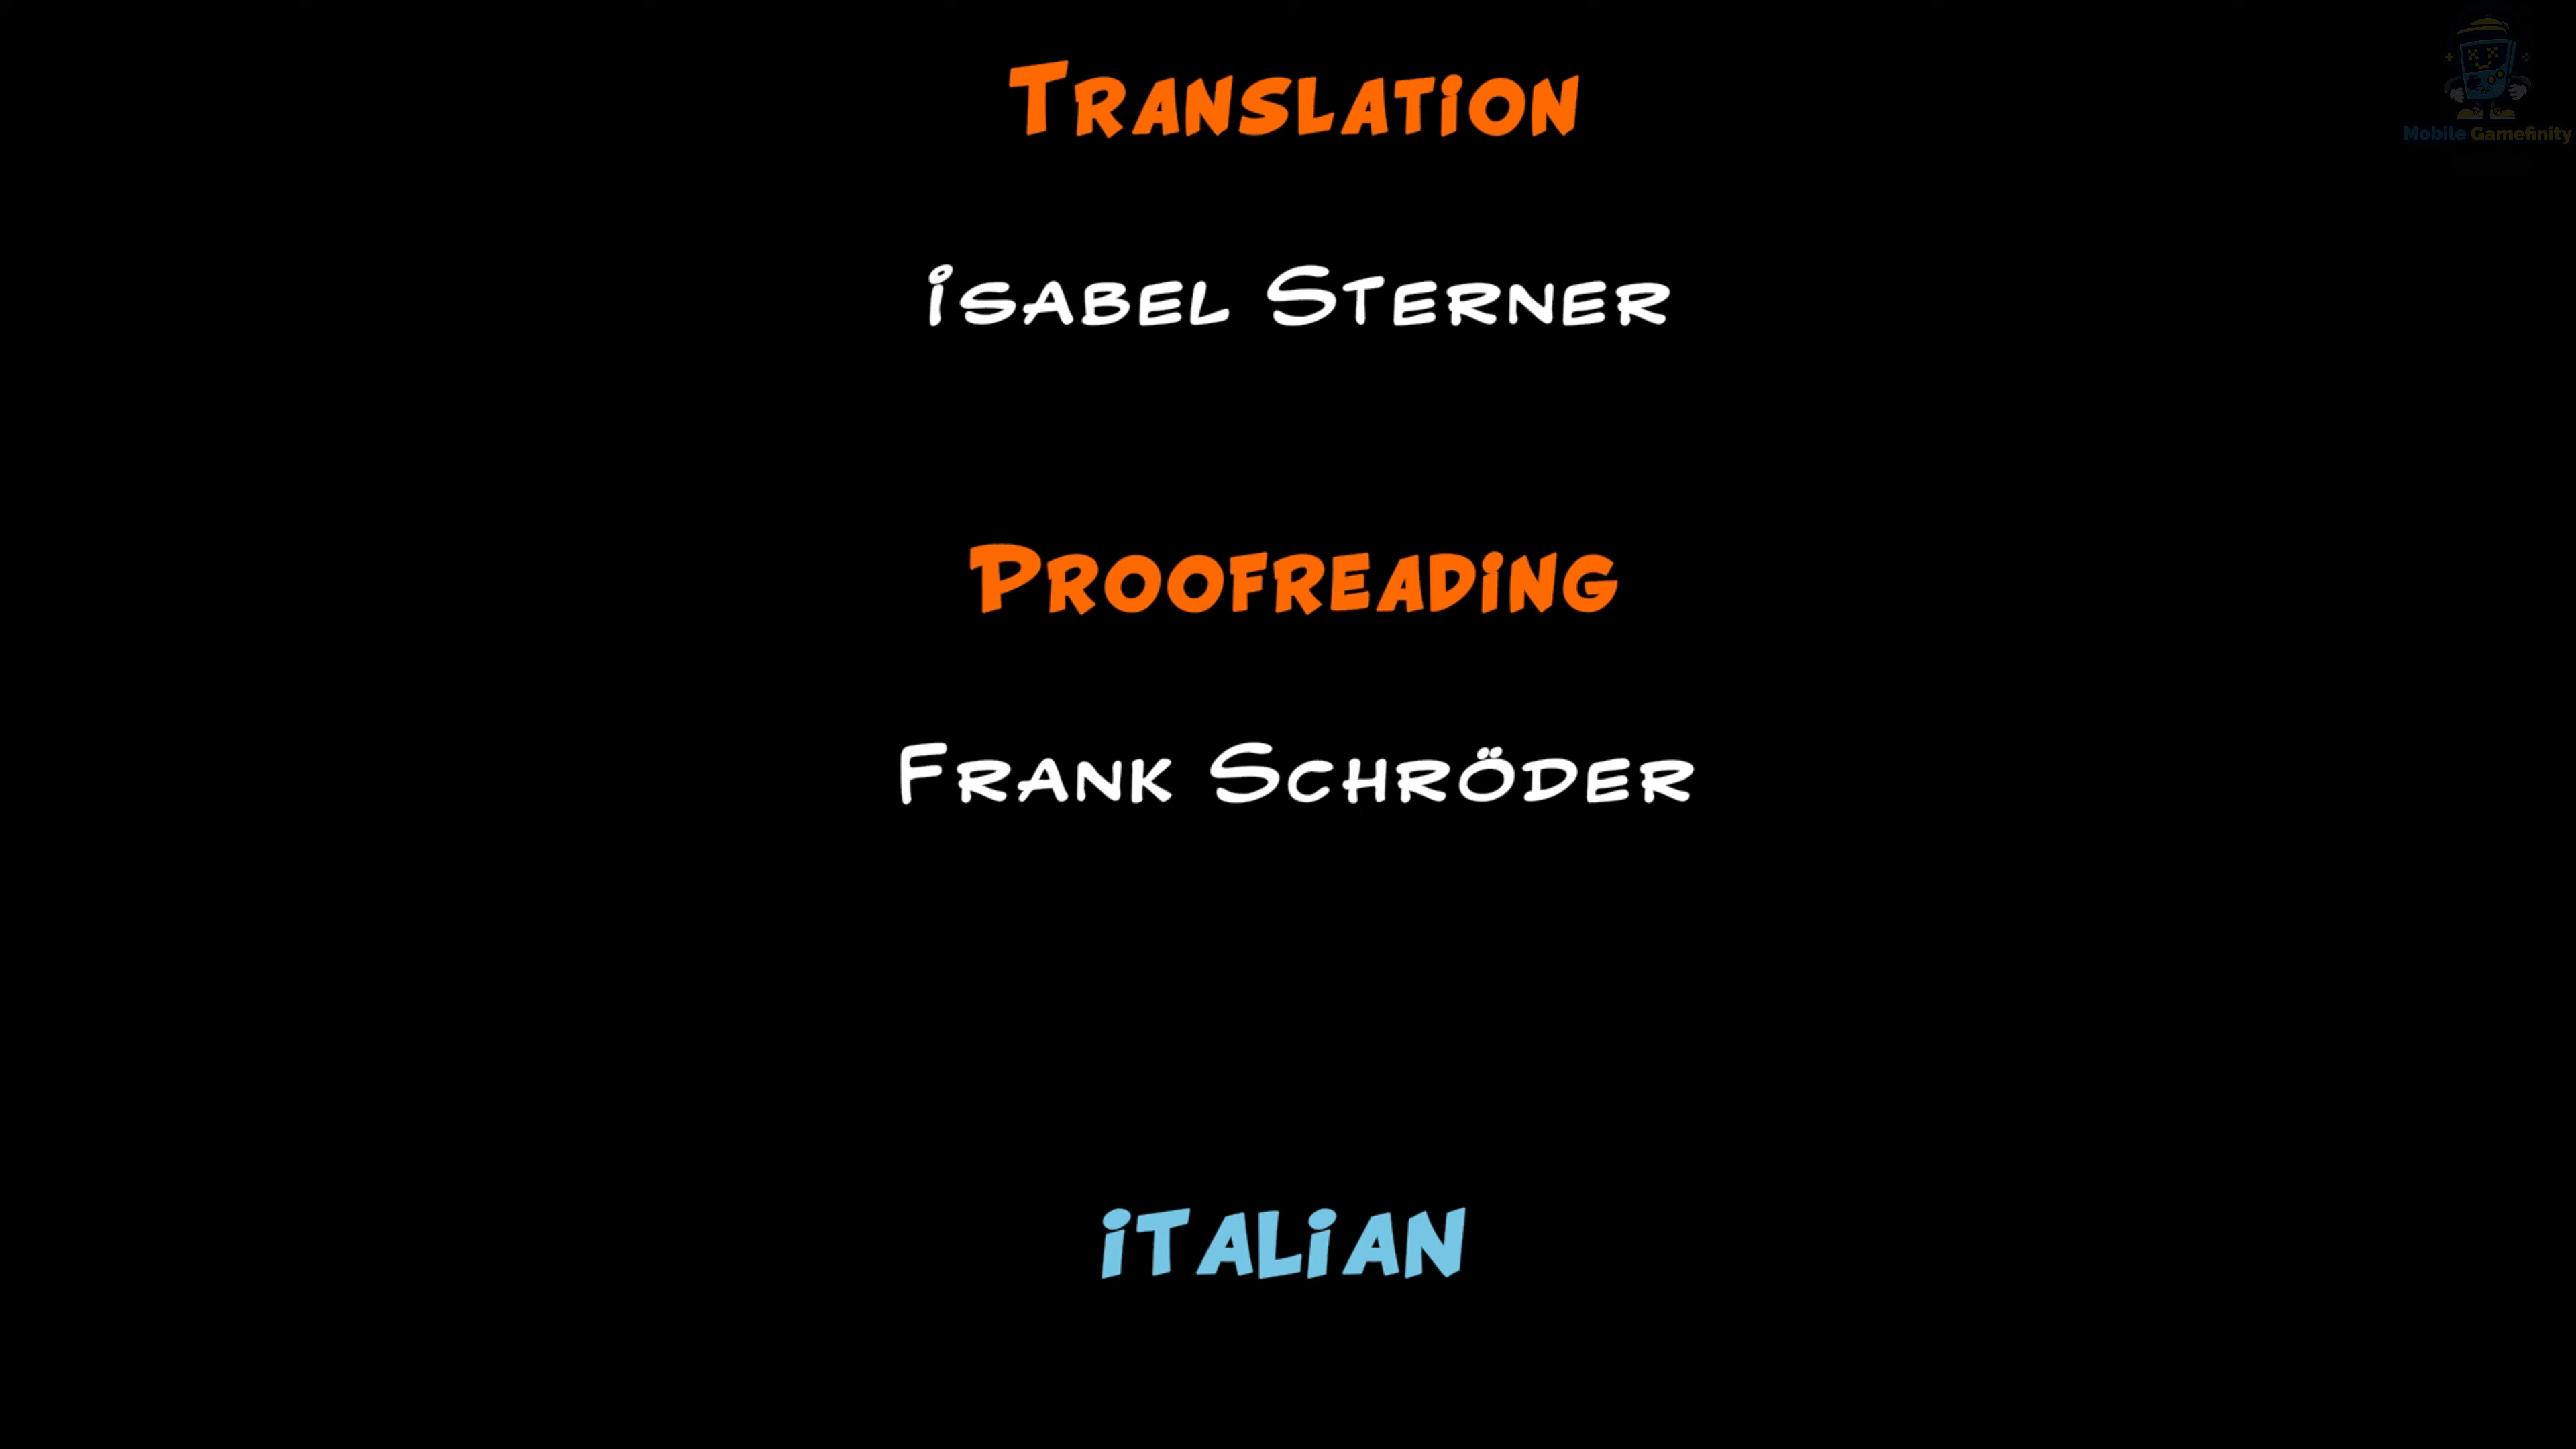 Translation
Mobile Gamefinity
Isabel Sterner
Proofreading
Frank Schröder
Italian